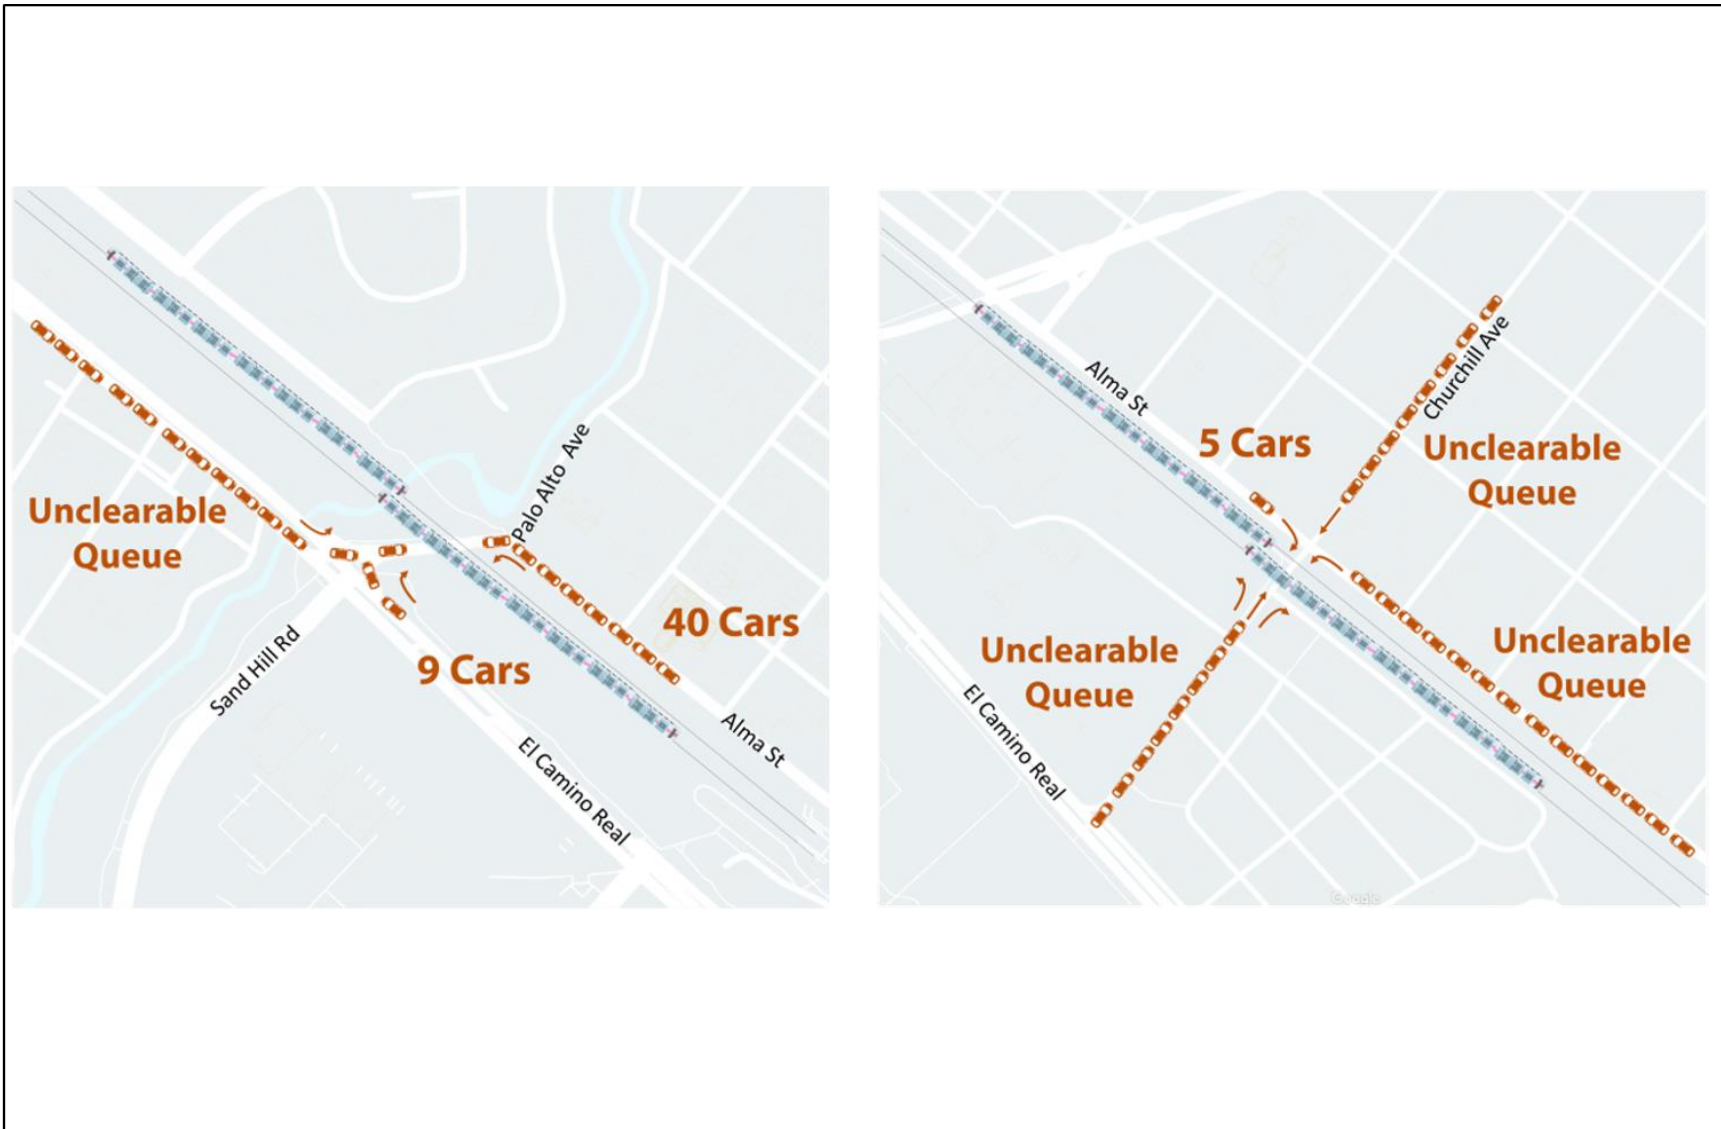 Palo Alto Ave
Unclearable
Queue
40 Cars
9 Cars
Sand Hill Rd
El Camino Real
Alma St
Alma St
Churchill Ave
5 Cars
Unclearable
Queue
Unclearable
Queue
Unclearable
Queue
El Camino Real
Google